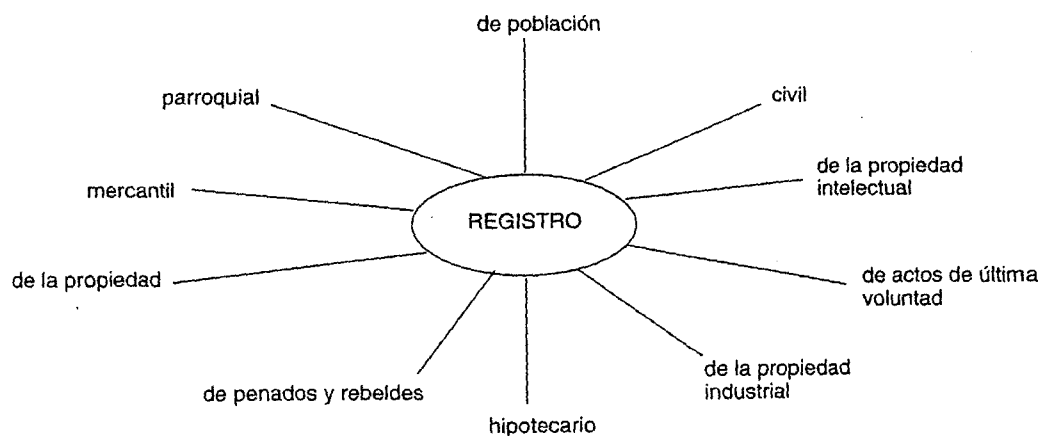 de población
parroquial
civil
de la propiedad
intelectual
mercantil
REGISTRO
de la propiedad
de actos de última
voluntad
de la propiedad
industrial
de penados y rebeldes
hipotecario